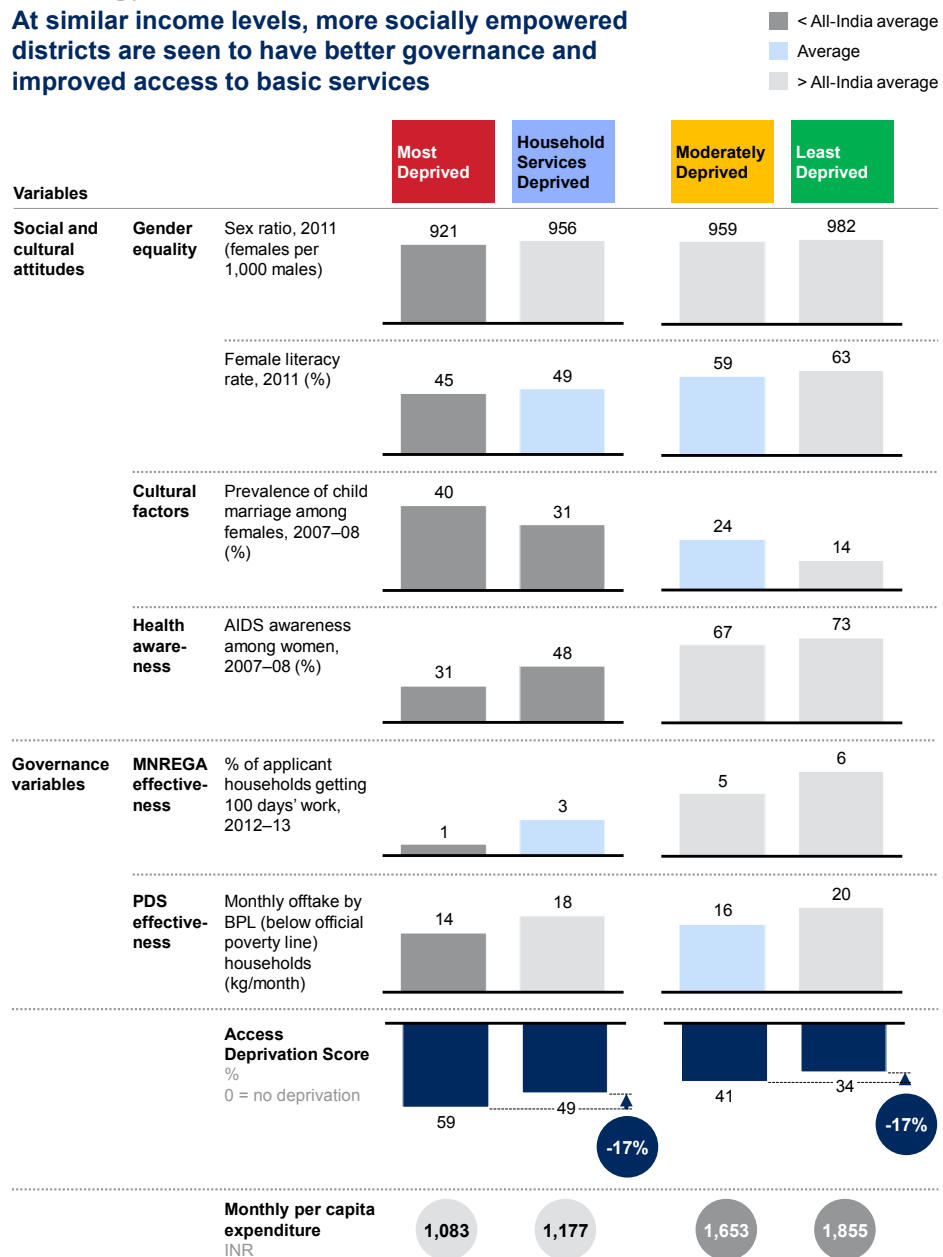 At similar income levels, more socially empowered
districts are seen to have better governance and
improved access to basic services
< All-India average
Average
> All-India average
Variables
Most
Deprived
Household
Services
Deprived
Moderately
Deprived
Least
Deprived
Social and
cultural
attitudes
Gender
equality
Sex ratio, 2011
(females per
1,000 males)
921
956
959
982
Female literacy
rate, 2011 (%)
45
49
59
63
Cultural
factors
Prevalence of child
marriage among
females, 2007–08
(%)
40
31
24
14
Health
aware-
ness
AIDS awareness
among women,
2007–08 (%)
31
48
67
73
Governance
variables
MNREGA
effective-
ness
% of applicant
households getting
100 days' work,
2012–13
1
3
5
6
PDS
effective-
ness
Monthly offtake by
BPL (below official
poverty line)
households
(kg/month)
14
18
16
20
Access
Deprivation Score
%
0 = no deprivation
59
49
-17%
41
34
-17%
Monthly per capita
expenditure
INR
1,083
1,177
1,653
1,855